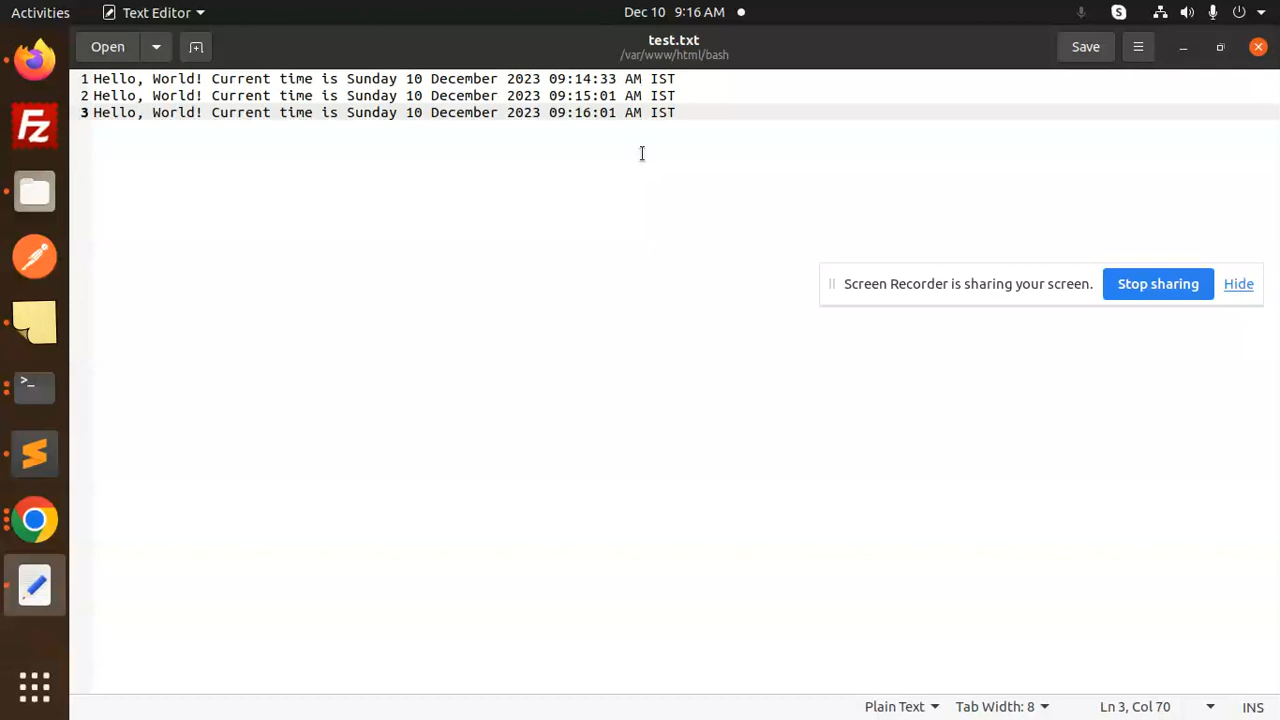 Activities
Text Editor
Dec 10 9:16 AM
Open
test.txt
/var/www/html/bash
Save
1 Hello, World! Current time is Sunday 10 December 2023 09:14:33 AM IST
2 Hello, World! Current time is Sunday 10 December 2023 09:15:01 AM IST
3 Hello, World! Current time is Sunday 10 December 2023 09:16:01 AM IST
Screen Recorder is sharing your screen.
Stop sharing
Hide
Plain Text
Tab Width: 8
Ln 3, Col 70
INS